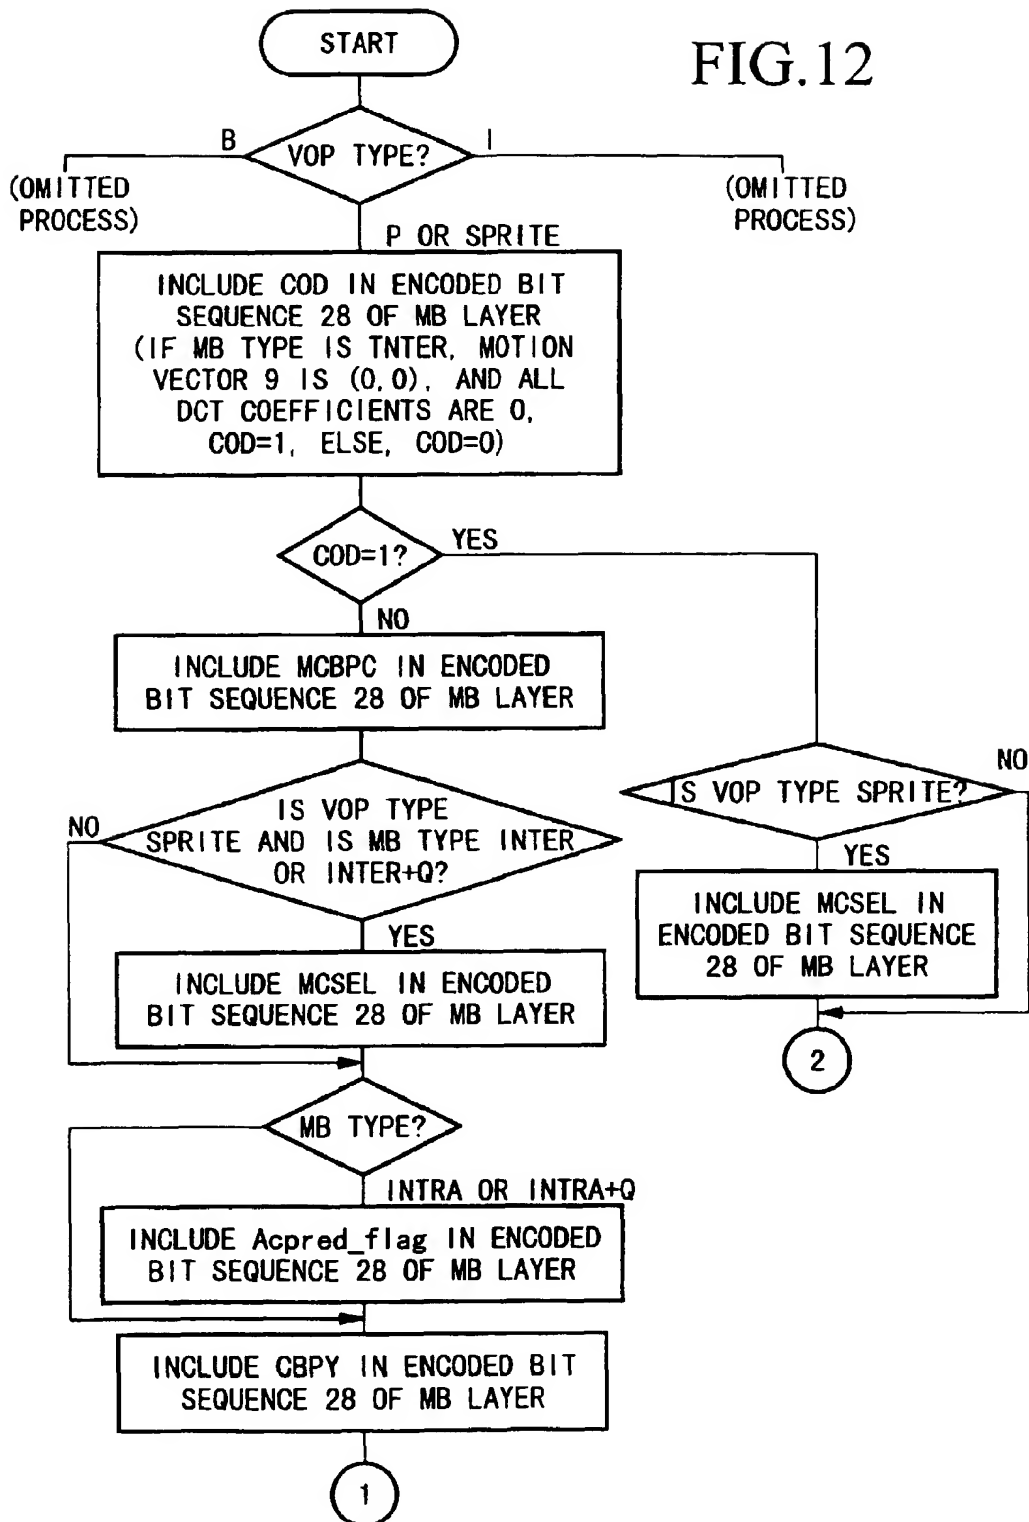 START
FIG.12
B
VOP TYPE?
I
(OMITTED
PROCESS)
(OMITTED
PROCESS)
P OR SPRITE
INCLUDE COD IN ENCODED BIT
SEQUENCE 28 OF MB LAYER
(IF MB TYPE IS TNTER, MOTION
VECTOR 9 IS (0,0), AND ALL
DCT COEFFICIENTS ARE 0,
COD=1, ELSE, COD=0)
COD=1?
YES
NO
INCLUDE MCBPC IN ENCODED
BIT SEQUENCE 28 OF MB LAYER
IS VOP TYPE SPRITE?
NO
NO
IS VOP TYPE
SPRITE AND IS MB TYPE INTER
OR INTER+Q?
YES
INCLUDE MCSEL IN
ENCODED BIT SEQUENCE
28 OF MB LAYER
YES
INCLUDE MCSEL IN ENCODED
BIT SEQUENCE 28 OF MB LAYER
2
MB TYPE?
INTRA OR INTRA+Q
INCLUDE Acpred_flag IN ENCODED
BIT SEQUENCE 28 OF MB LAYER
INCLUDE CBPY IN ENCODED BIT
SEQUENCE 28 OF MB LAYER
1